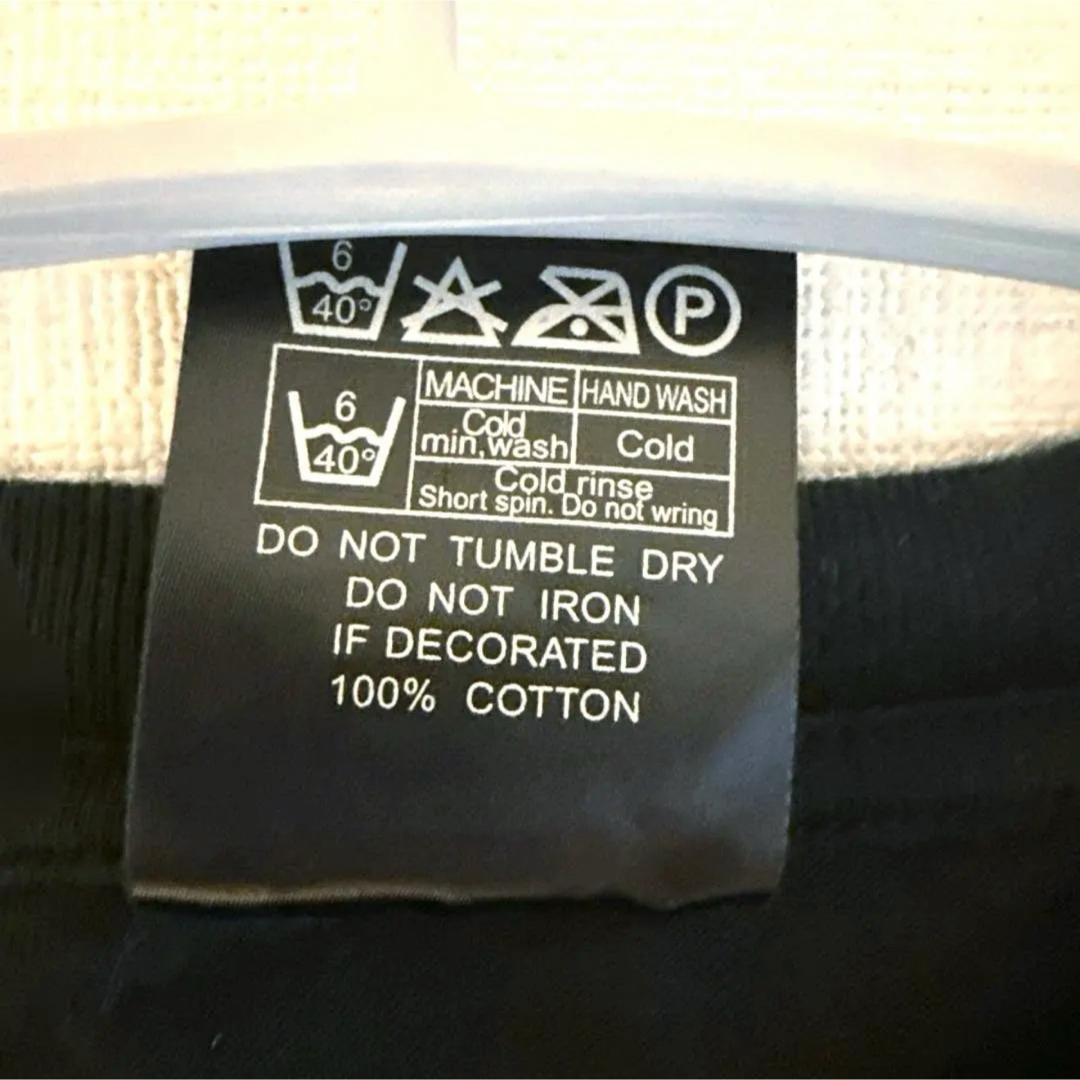 6
40°
P
6
40°
MACHINE HAND WASH
Cold
min,wash
Cold
Cold rinse
Short spin. Do not wring
DO NOT TUMBLE DRY
DO NOT IRON
IF DECORATED
100% COTTON